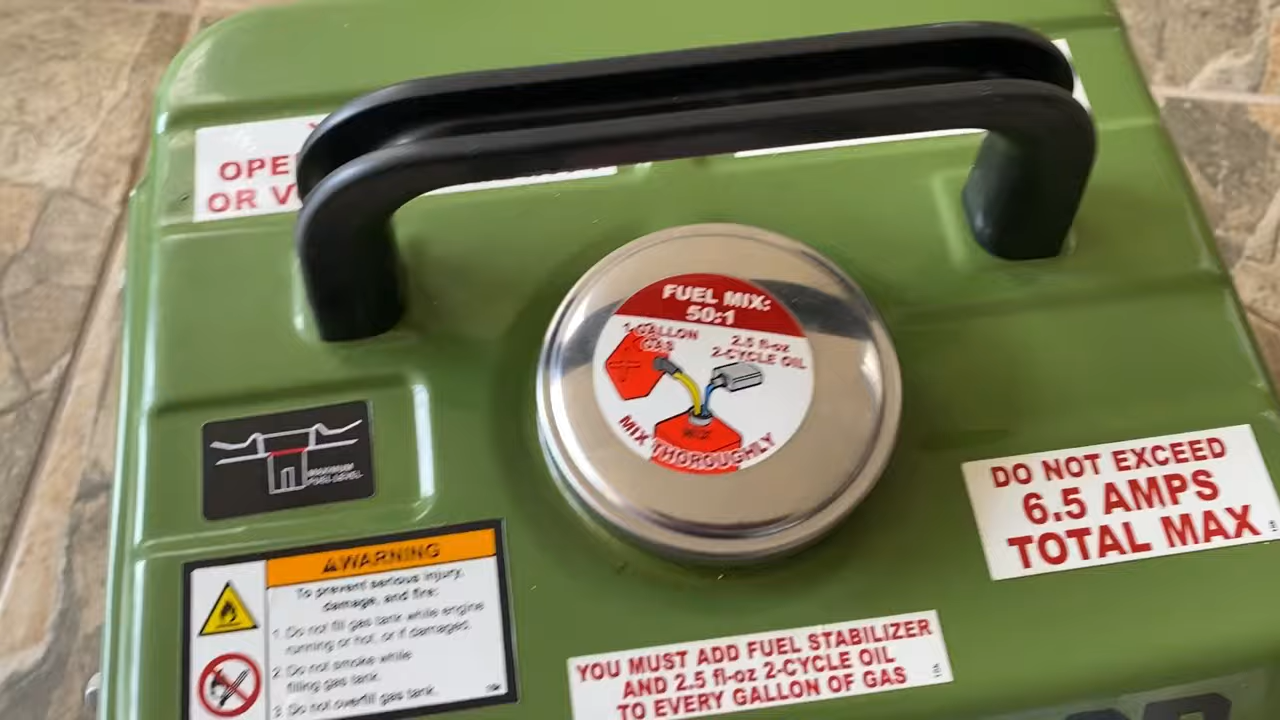 OPE
OR V
FUEL MIX:
50:1
1 GALLON
GAS
2.5 fl-oz
2-CYCLE OIL
MIX
MIX THOROUGHLY
MAXIMUM
FUEL LEVEL
DO NOT EXCEED
6.5 AMPS
TOTAL MAX
WARNING
To prevent serious injury,
damage, and fire:
1. Do not fill gas tank while engine
running or hot, or if damaged.
2. Do not smoke while
filling gas tank.
3. Do not overfill gas tank.
YOU MUST ADD FUEL STABILIZER
AND 2.5 fl-oz 2-CYCLE OIL
TO EVERY GALLON OF GAS